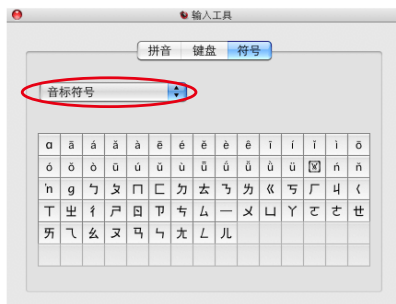 输入工具
拼音 键盘 符号
音标符号
ɑ ā á ǎ à ē é ě è ê ī í ǐ ì ō
ó ǒ ò ū ú ǔ ù ǖ ǘ ǚ ǜ ü ń ň
ㄅ ㄆ ㄇ ㄈ ㄉ ㄊ ㄋ ㄌ ㄍ ㄎ ㄏ ㄐ ㄑ
ㄒ ㄓ ㄔ ㄕ ㄖ ㄗ ㄘ ㄙ ㄧ ㄨ ㄩ ㄚ ㄛ ㄜ ㄝ
ㄞ ㄟ ㄠ ㄡ ㄢ ㄣ ㄤ ㄥ ㄦ